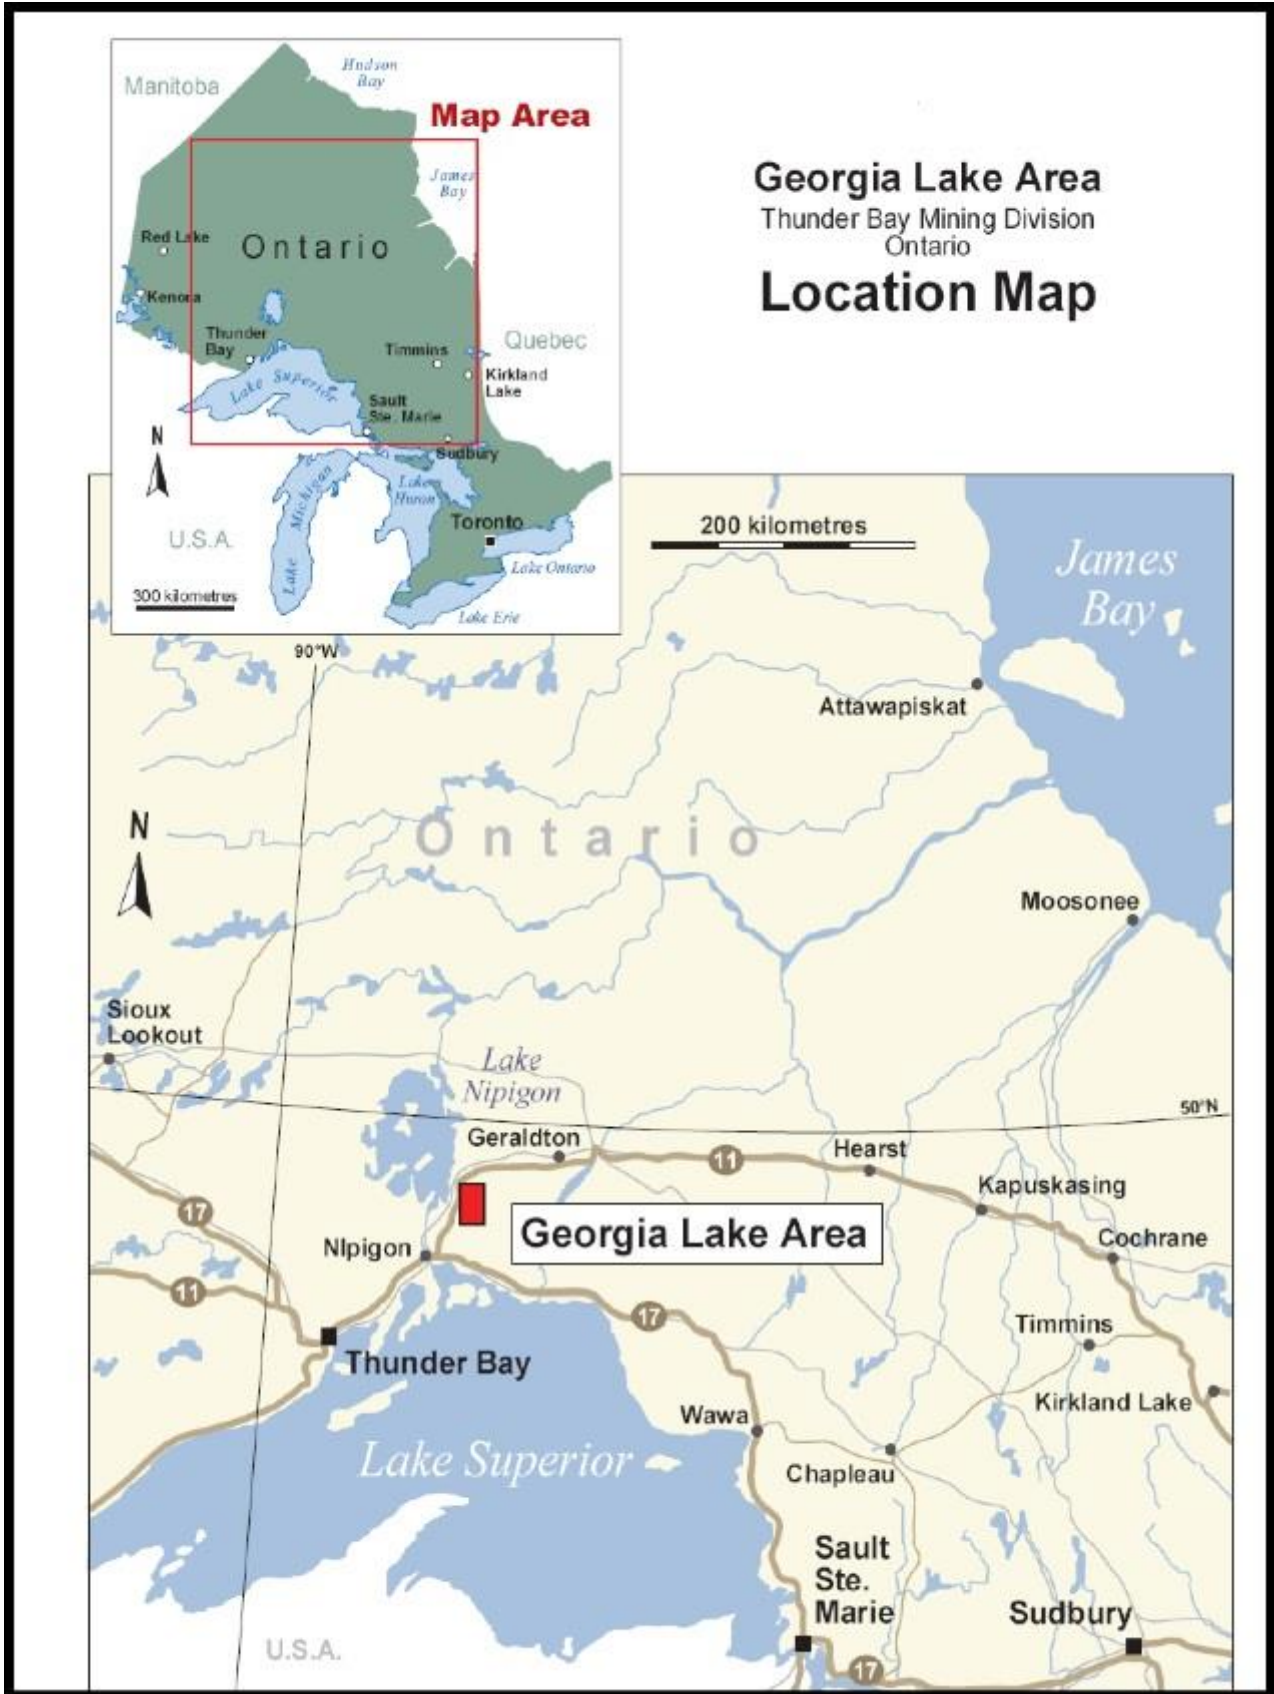 Manitoba
Hudson
Bay
Map Area
James
Bay
Red Lake
Ontario
Kenora
Thunder
Bay
Timmins
Quebec
Kirkland
Lake
Lake Superior
Sault
Ste. Marie
N
Sudbury
Lake Michigan
Lake
Huron
U.S.A.
Toronto
Lake Ontario
300 kilometres
Lake Erie
Georgia Lake Area
Thunder Bay Mining Division
Ontario
Location Map
200 kilometres
James
Bay
90°W
Attawapiskat
N
Ontario
Moosonee
Sioux
Lookout
Lake
Nipigon
50°N
Geraldton
11
Hearst
Kapuskasing
17
Georgia Lake Area
NIpigon
Cochrane
11
17
Timmins
Thunder Bay
Kirkland Lake
Wawa
Lake Superior
Chapleau
Sault
Ste.
Marie
Sudbury
U.S.A.
17